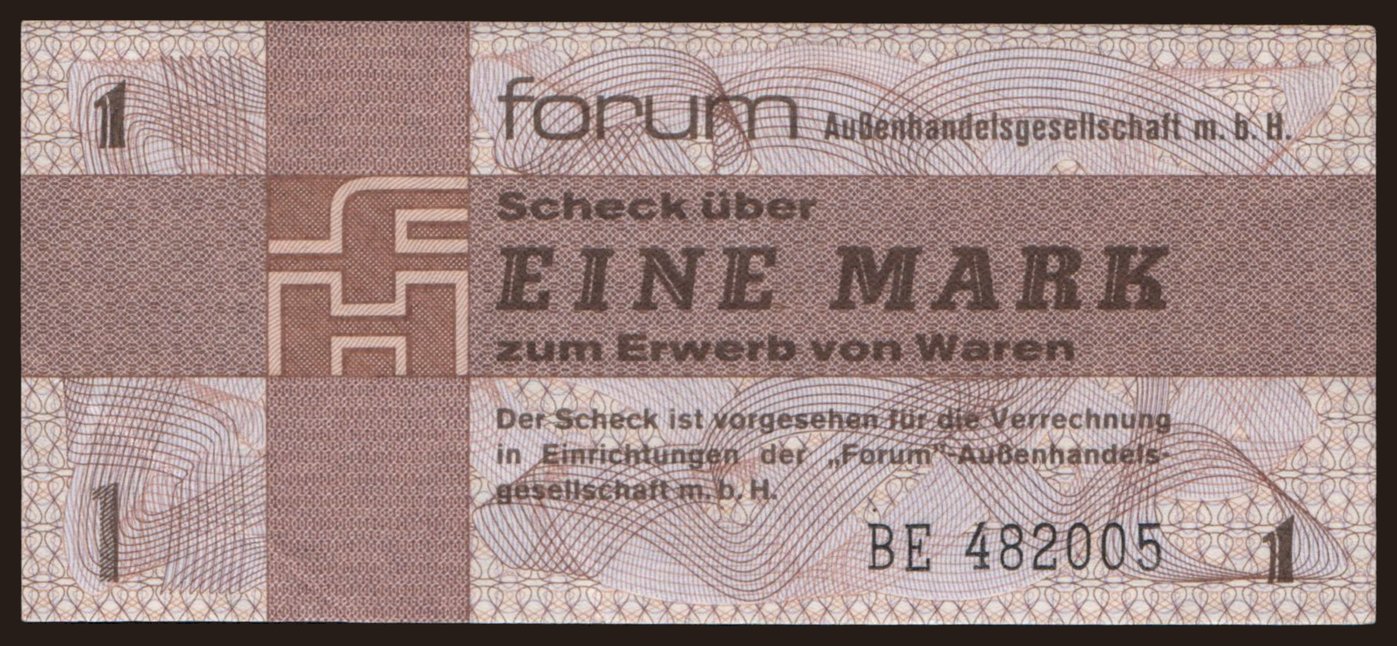 1
forum Außenhandelsgesellschaft m. b. H.
Scheck über
EINE MARK
zum Erwerb von Waren
Der Scheck ist vorgesehen für die Verrechnung
in Einrichtungen der „Forum"-Außenhandels-
gesellschaft m. b. H.
1
BE 482005
1